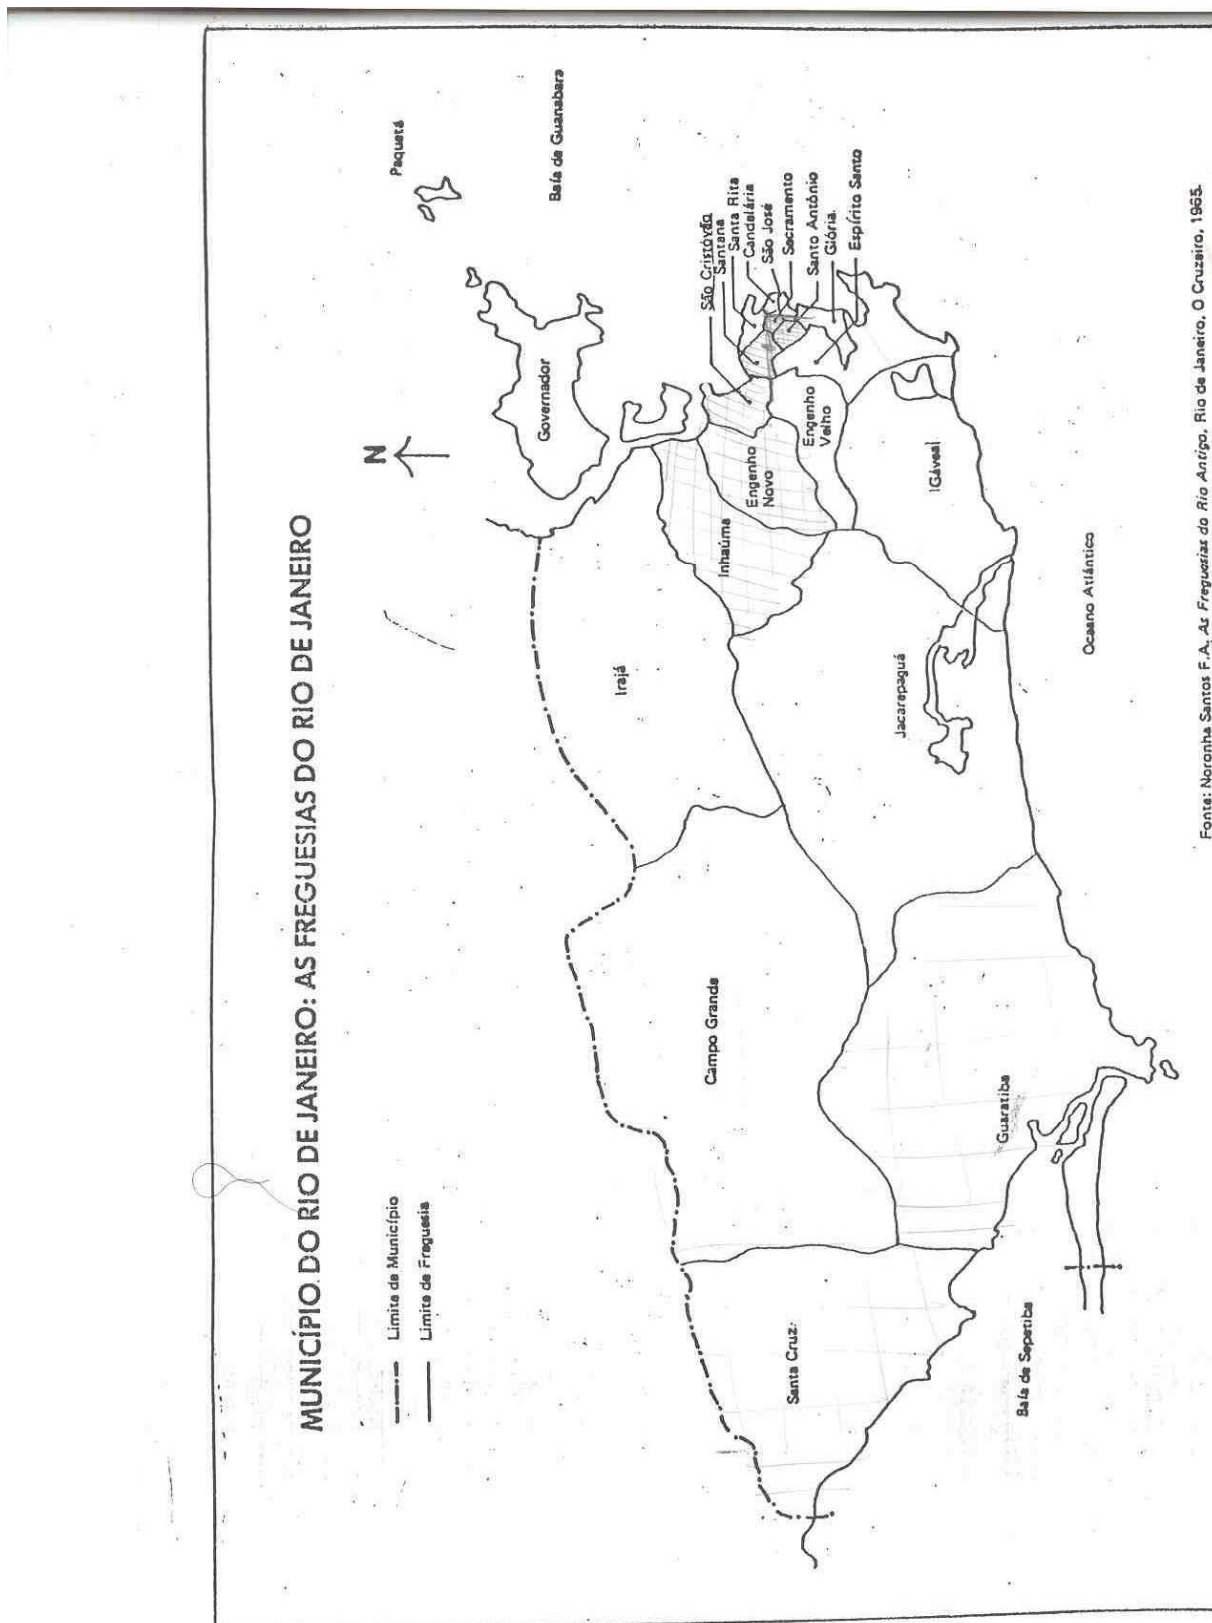 MUNICÍPIO DO RIO DE JANEIRO: AS FREGUESIAS DO RIO DE JANEIRO
Limite de Município
Limite de Freguesia
N
Paquetá
Baía de Guanabara
Governador
São Cristóvão
Santana
Santa Rita
Candelária
São José
Sacramento
Santo Antônio
Glória
Espírito Santo
Irajá
Inhaúma
Engenho
Novo
Engenho
Velho
Campo Grande
Santa Cruz
Jacarepaguá
Gávea
Guaratiba
Baía de Sepetiba
Oceano Atlântico
Fonte: Noronha Santos F.A. As Freguesias do Rio Antigo, Rio de Janeiro, O Cruzeiro, 1965.